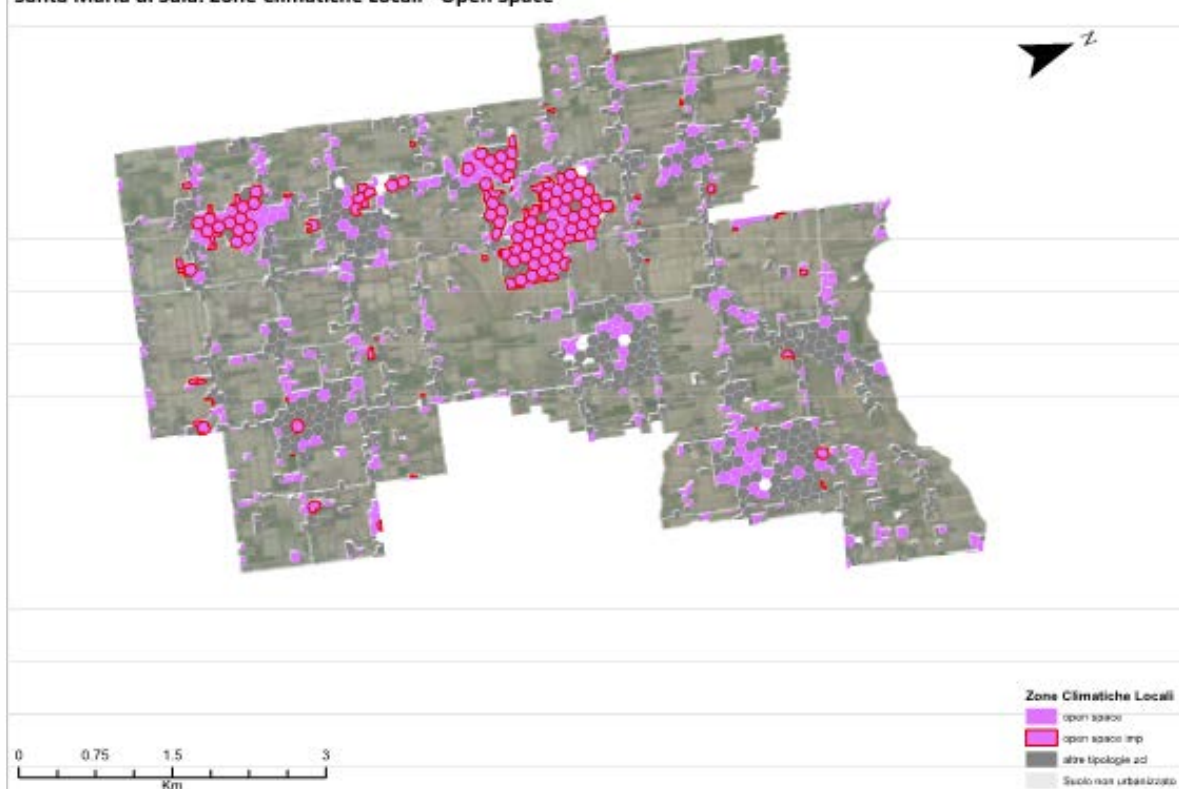 Santa Maria di Sala: Zone Climatiche Locali - Open space
N
Zone Climatiche Locali
open space
open space imp
altre tipologie zcl
Suolo non urbanizzato
0 0.75 1.5 3
Km